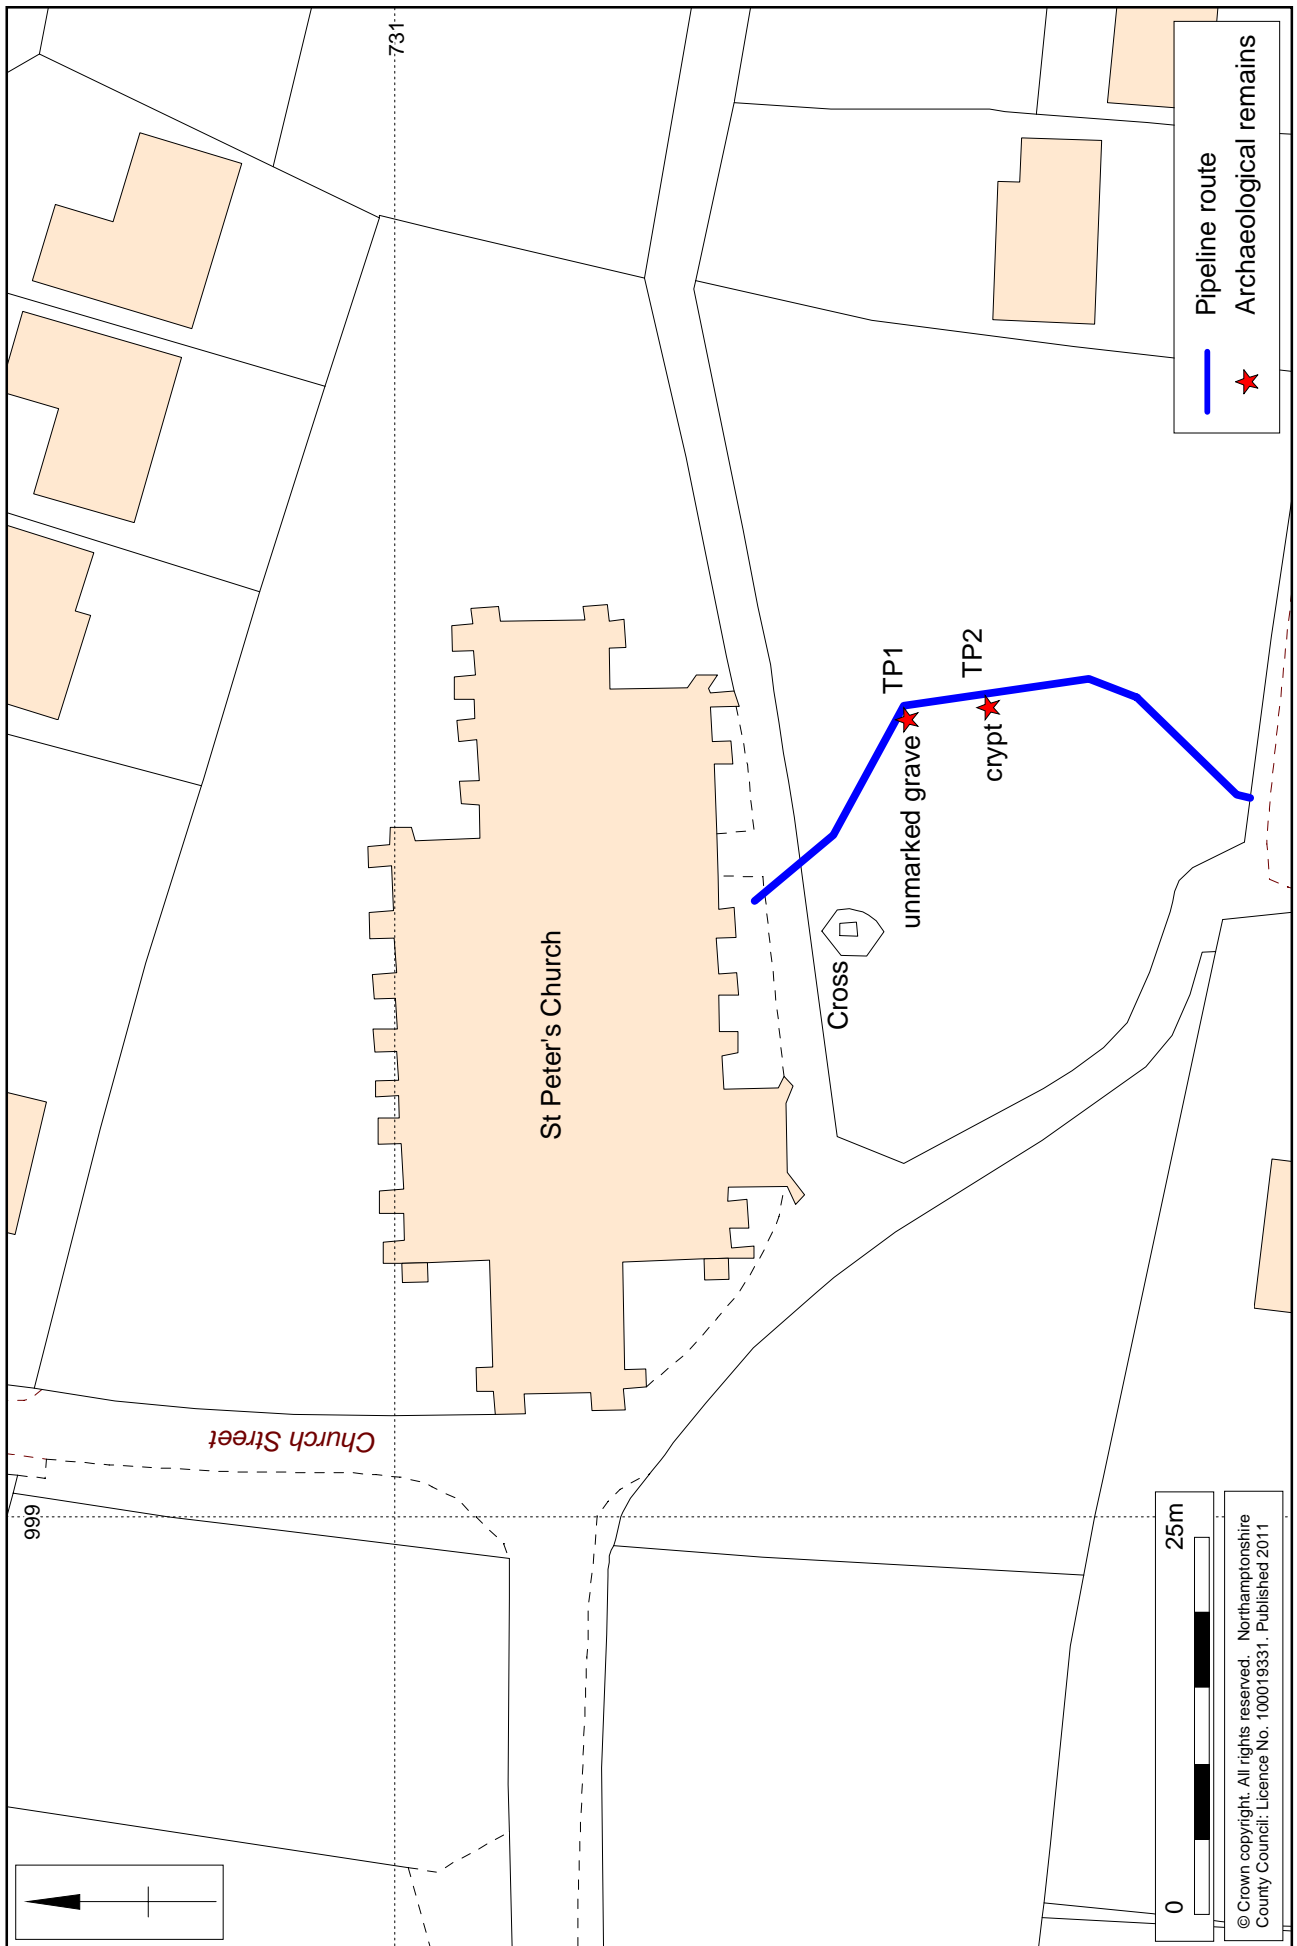 999
731
Church Street
St Peter's Church
Cross
unmarked grave
TP1
crypt
TP2
Pipeline route
Archaeological remains
0
25m
© Crown copyright. All rights reserved. Northamptonshire
County Council: Licence No. 100019331. Published 2011